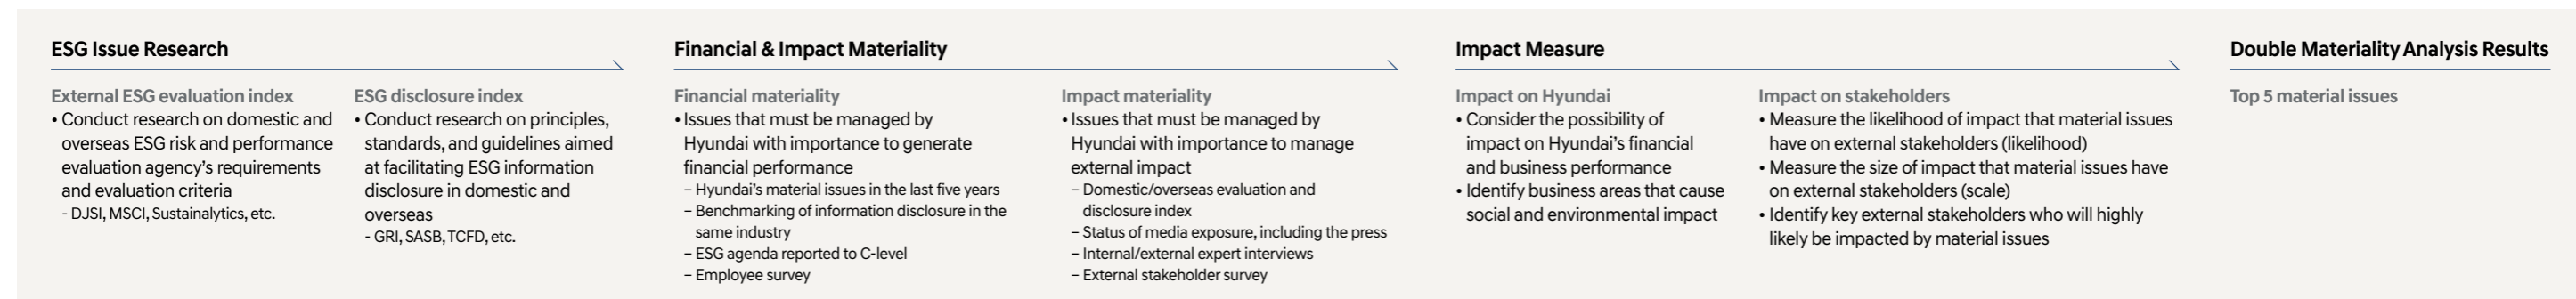 ESG Issue Research
External ESG evaluation index
• Conduct research on domestic and
overseas ESG risk and performance
evaluation agency's requirements
and evaluation criteria
- DJSI, MSCI, Sustainalytics, etc.
ESG disclosure index
• Conduct research on principles,
standards, and guidelines aimed
at facilitating ESG information
disclosure in domestic and
overseas
- GRI, SASB, TCFD, etc.
Financial & Impact Materiality
Financial materiality
• Issues that must be managed by
Hyundai with importance to generate
financial performance
– Hyundai's material issues in the last five years
– Benchmarking of information disclosure in the
same industry
– ESG agenda reported to C-level
– Employee survey
Impact materiality
• Issues that must be managed by
Hyundai with importance to manage
external impact
– Domestic/overseas evaluation and
disclosure index
– Status of media exposure, including the press
– Internal/external expert interviews
– External stakeholder survey
Impact Measure
Impact on Hyundai
• Consider the possibility of
impact on Hyundai's financial
and business performance
• Identify business areas that cause
social and environmental impact
Impact on stakeholders
• Measure the likelihood of impact that material issues
have on external stakeholders (likelihood)
• Measure the size of impact that material issues have
on external stakeholders (scale)
• Identify key external stakeholders who will highly
likely be impacted by material issues
Double Materiality Analysis Results
Top 5 material issues